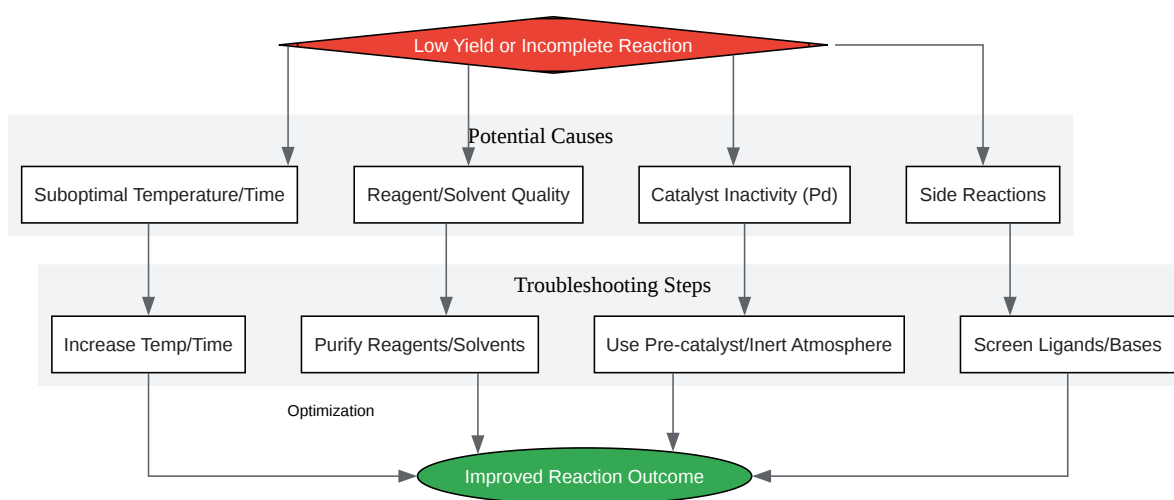 Low Yield or Incomplete Reaction
Potential Causes
Suboptimal Temperature/Time
Reagent/Solvent Quality
Catalyst Inactivity (Pd)
Side Reactions
Troubleshooting Steps
Increase Temp/Time
Purify Reagents/Solvents
Use Pre-catalyst/Inert Atmosphere
Screen Ligands/Bases
Optimization
Improved Reaction Outcome